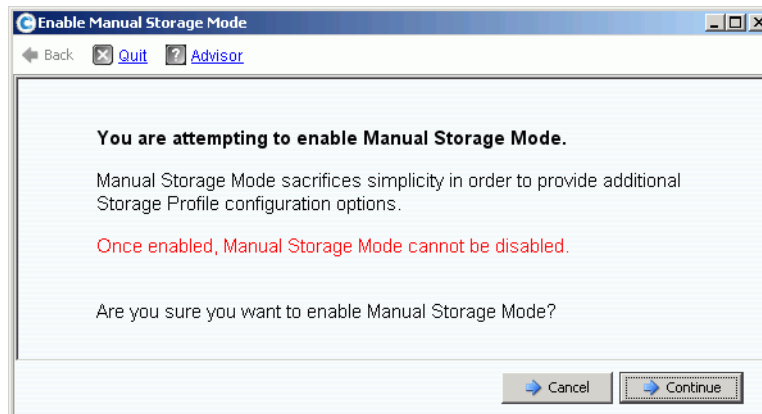 Enable Manual Storage Mode
Back Quit Advisor
You are attempting to enable Manual Storage Mode.
Manual Storage Mode sacrifices simplicity in order to provide additional
Storage Profile configuration options.
Once enabled, Manual Storage Mode cannot be disabled.
Are you sure you want to enable Manual Storage Mode?
Cancel Continue